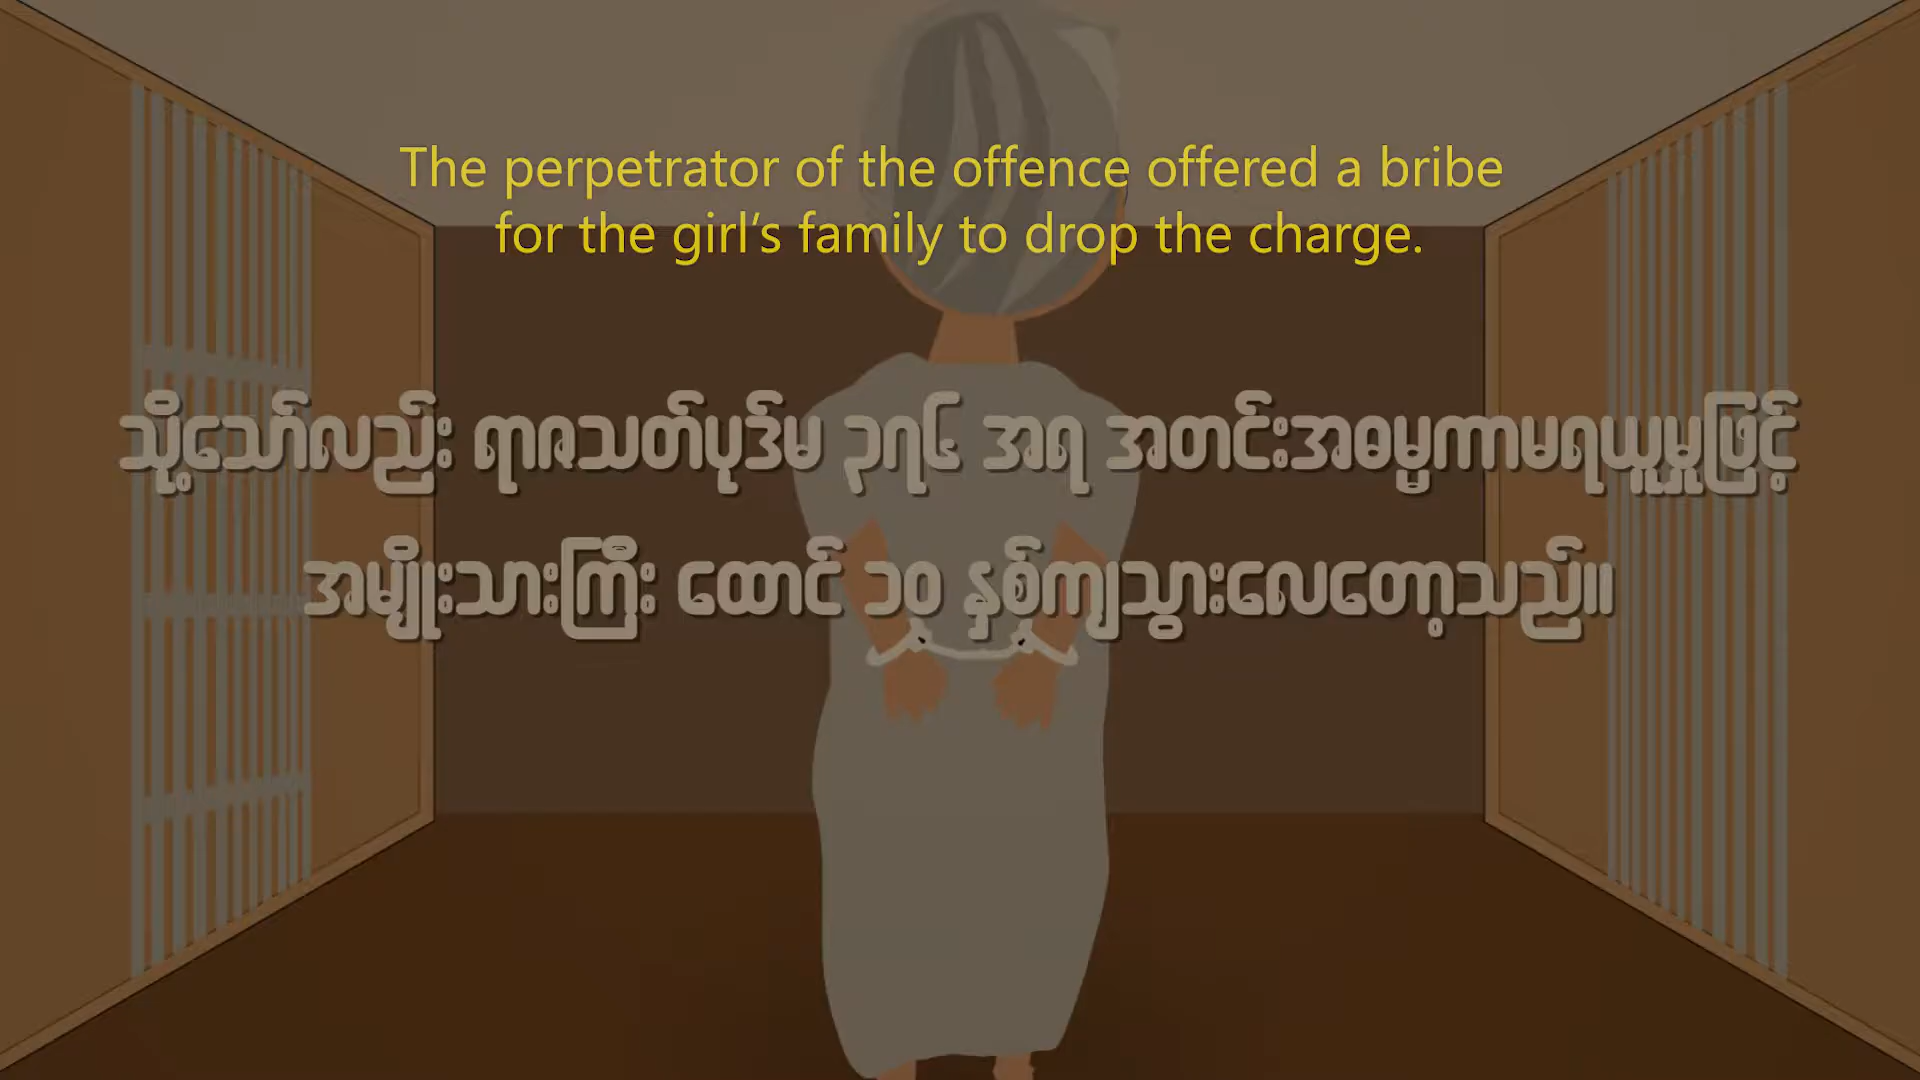 The perpetrator of the offence offered a bribe
for the girl’s family to drop the charge.
သို့သော်လည်း ရာဇသတ်ပုဒ်မ ၃၇၆ အရ အတင်းအဓမ္မကာမရယူမှုဖြင့်
အမျိုးသားကြီး ထောင် ၁၀ နှစ်ကျသွားလေတော့သည်။